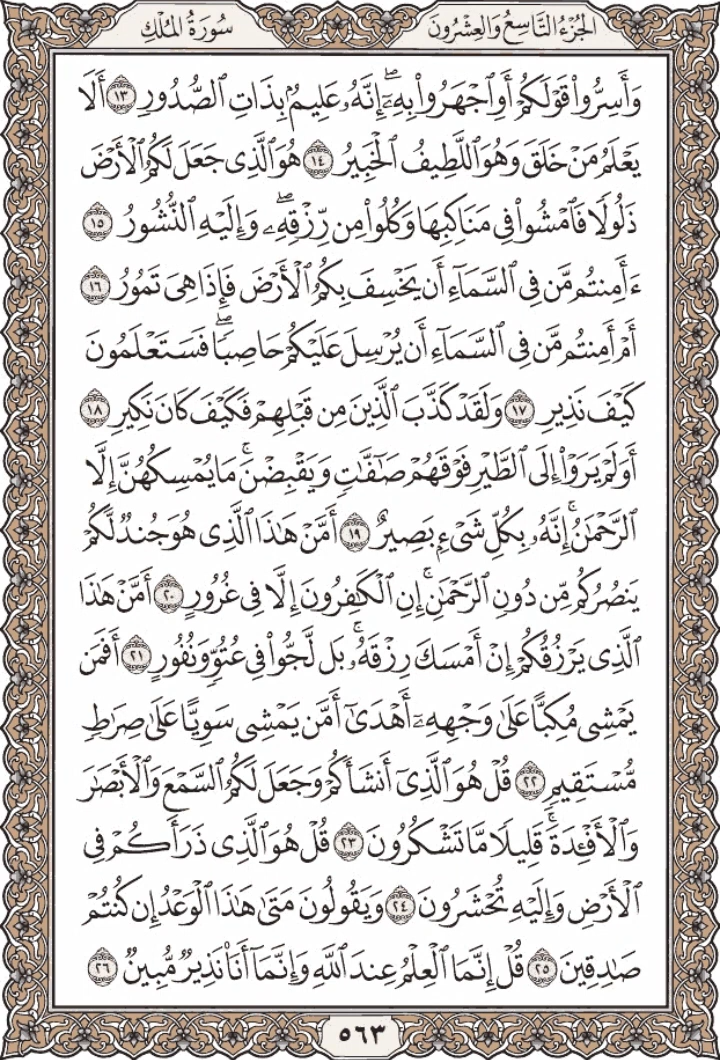 الجزء التاسع والعشرون
سورة الملك
وَأَسِرُّوا۟ قَوْلَكُمْ أَوِ ٱجْهَرُوا۟ بِهِۦٓ ۖ إِنَّهُۥ عَلِيمٌۢ بِذَاتِ ٱلصُّدُورِ ١٣ أَلَا
يَعْلَمُ مَنْ خَلَقَ وَهُوَ ٱللَّطِيفُ ٱلْخَبِيرُ ١٤ هُوَ ٱلَّذِى جَعَلَ لَكُمُ ٱلْأَرْضَ
ذَلُولًا فَٱمْشُوا۟ فِى مَنَاكِبِهَا وَكُلُوا۟ مِن رِّزْقِهِۦ ۖ وَإِلَيْهِ ٱلنُّشُورُ ١٥
ءَأَمِنتُم مَّن فِى ٱلسَّمَآءِ أَن يَخْسِفَ بِكُمُ ٱلْأَرْضَ فَإِذَا هِىَ تَمُورُ ١٦
أَمْ أَمِنتُم مَّن فِى ٱلسَّمَآءِ أَن يُرْسِلَ عَلَيْكُمْ حَاصِبًا ۖ فَسَتَعْلَمُونَ
كَيْفَ نَذِيرِ ١٧ وَلَقَدْ كَذَّبَ ٱلَّذِينَ مِن قَبْلِهِمْ فَكَيْفَ كَانَ نَكِيرِ ١٨
أَوَلَمْ يَرَوْا۟ إِلَى ٱلطَّيْرِ فَوْقَهُمْ صَـٰٓفَّـٰتٍ وَيَقْبِضْنَ ۚ مَا يُمْسِكُهُنَّ إِلَّا
ٱلرَّحْمَـٰنُ ۚ إِنَّهُۥ بِكُلِّ شَىْءٍۭ بَصِيرٌ ١٩ أَمَّنْ هَـٰذَا ٱلَّذِى هُوَ جُندٌ لَّكُمْ
يَنصُرُكُم مِّن دُونِ ٱلرَّحْمَـٰنِ ۚ إِنِ ٱلْكَـٰفِرُونَ إِلَّا فِى غُرُورٍ ٢٠ أَمَّنْ هَـٰذَا
ٱلَّذِى يَرْزُقُكُمْ إِنْ أَمْسَكَ رِزْقَهُۥ ۚ بَل لَّجُّوا۟ فِى عُتُوٍّ وَنُفُورٍ ٢١ أَفَمَن
يَمْشِى مُكِبًّا عَلَىٰ وَجْهِهِۦٓ أَهْدَىٰٓ أَمَّن يَمْشِى سَوِيًّا عَلَىٰ صِرَٰطٍ
مُّسْتَقِيمٍ ٢٢ قُلْ هُوَ ٱلَّذِىٓ أَنشَأَكُمْ وَجَعَلَ لَكُمُ ٱلسَّمْعَ وَٱلْأَبْصَـٰرَ
وَٱلْأَفْـِٔدَةَ ۖ قَلِيلًا مَّا تَشْكُرُونَ ٢٣ قُلْ هُوَ ٱلَّذِى ذَرَأَكُمْ فِى
ٱلْأَرْضِ وَإِلَيْهِ تُحْشَرُونَ ٢٤ وَيَقُولُونَ مَتَىٰ هَـٰذَا ٱلْوَعْدُ إِن كُنتُمْ
صَـٰدِقِينَ ٢٥ قُلْ إِنَّمَا ٱلْعِلْمُ عِندَ ٱللَّهِ وَإِنَّمَآ أَنَا۠ نَذِيرٌ مُّبِينٌ ٢٦
٥٦٣